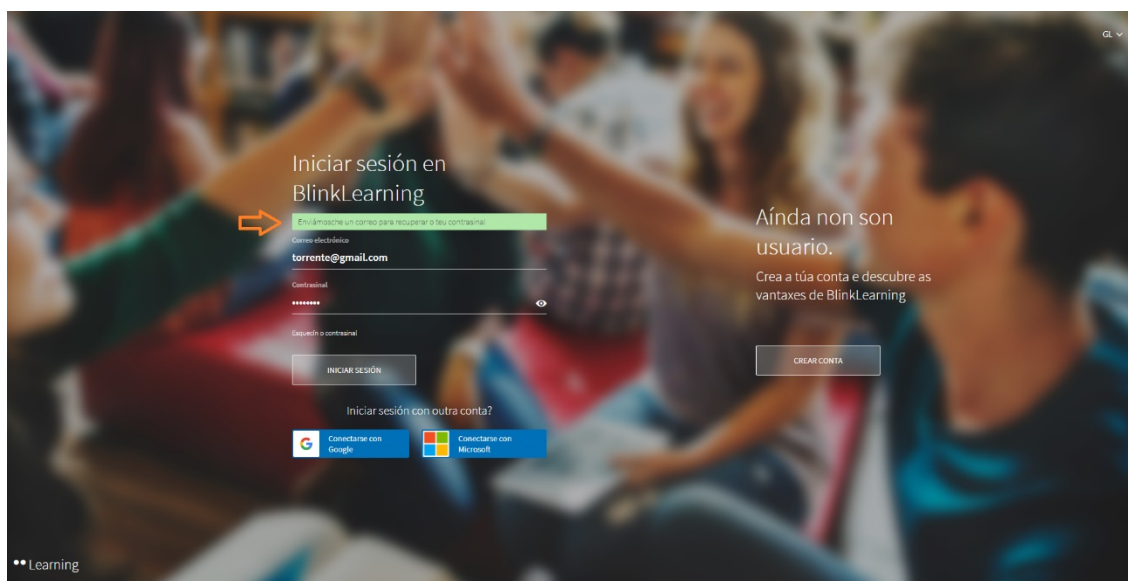 GL
Iniciar sesión en
BlinkLearning
Enviámosche un correo para recuperar o teu contrasinal
Correo electrónico
torrente@gmail.com
Contrasinal
••••••••
Esquecín o contrasinal
INICIAR SESIÓN
Iniciar sesión con outra conta?
Conectarse con
Google
Conectarse con
Microsoft
Aínda non son
usuario.
Crea a túa conta e descubre as
vantaxes de BlinkLearning
CREAR CONTA
Learning